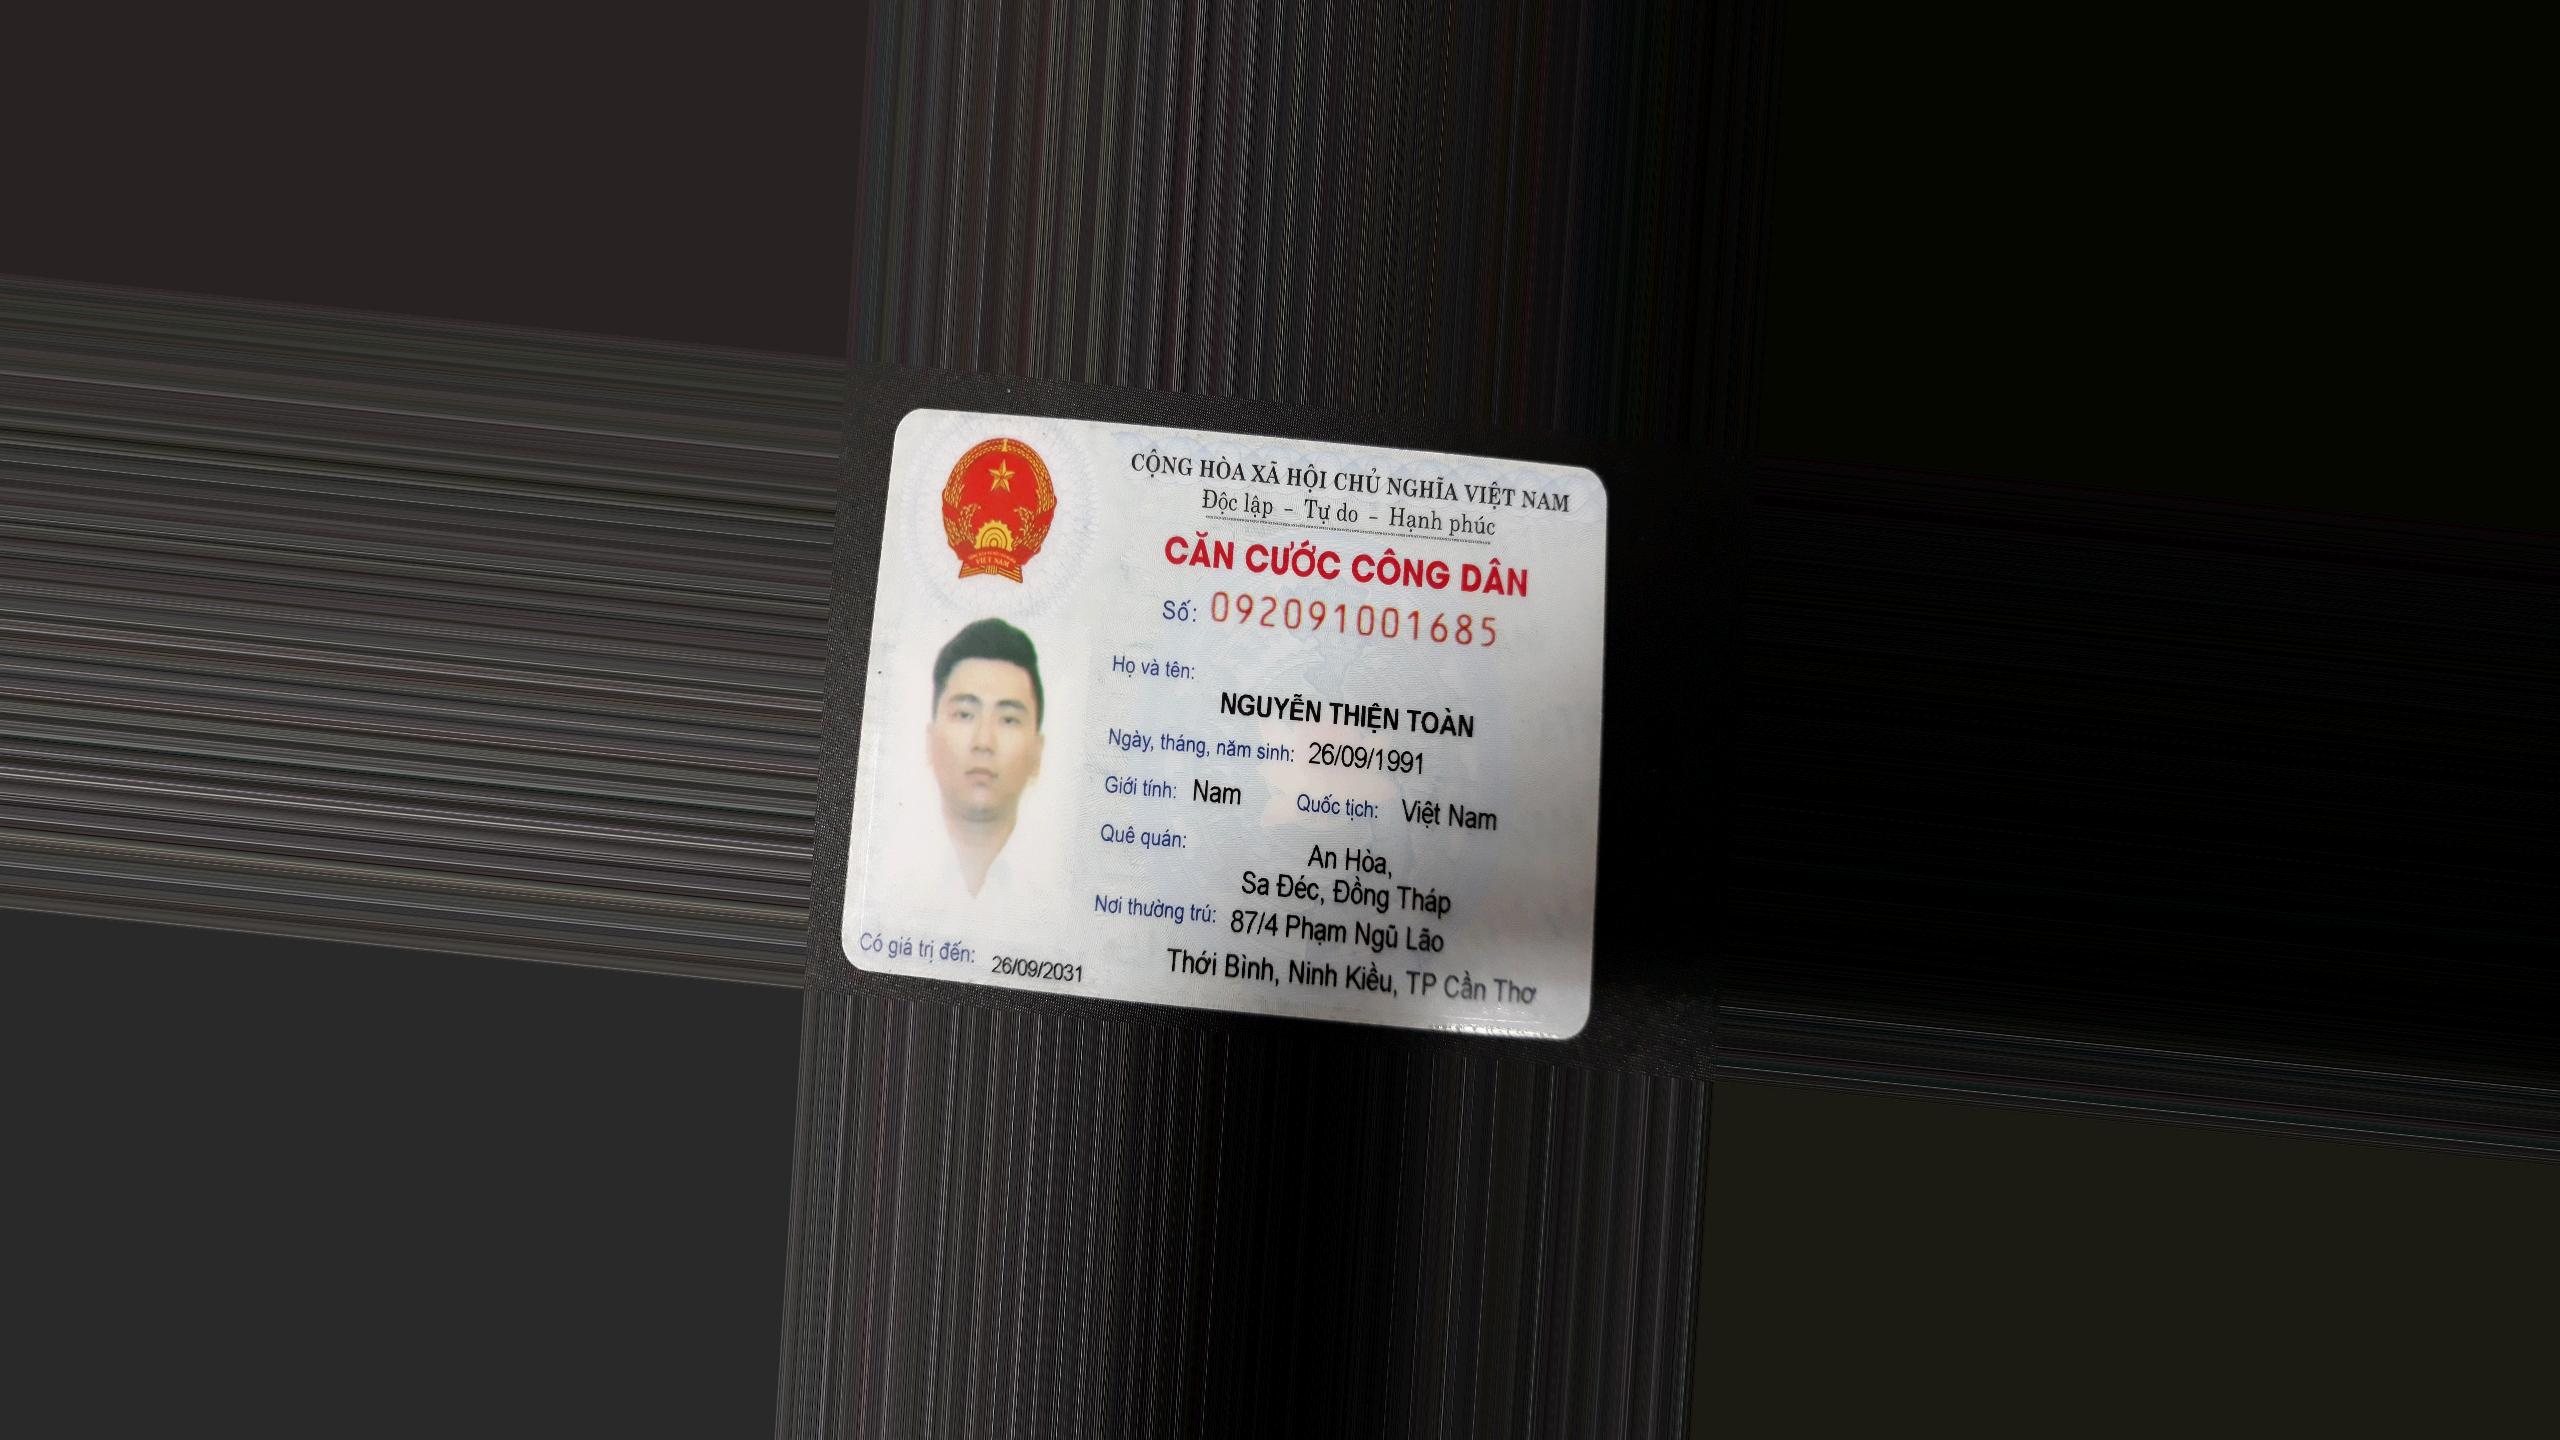 CỘNG HÒA XÃ HỘI CHỦ NGHĨA VIỆT NAM
Độc lập - Tự do - Hạnh phúc
CĂN CƯỚC CÔNG DÂN
Số: 092091001685
Họ và tên:
NGUYỄN THIỆN TOÀN
Ngày, tháng, năm sinh: 26/09/1991
Giới tính: Nam Quốc tịch: Việt Nam
Quê quán:
An Hòa,
Sa Đéc, Đồng Tháp
Nơi thường trú: 87/4 Phạm Ngũ Lão
Thới Bình, Ninh Kiều, TP Cần Thơ
Có giá trị đến: 26/09/2031
VIỆT NAM